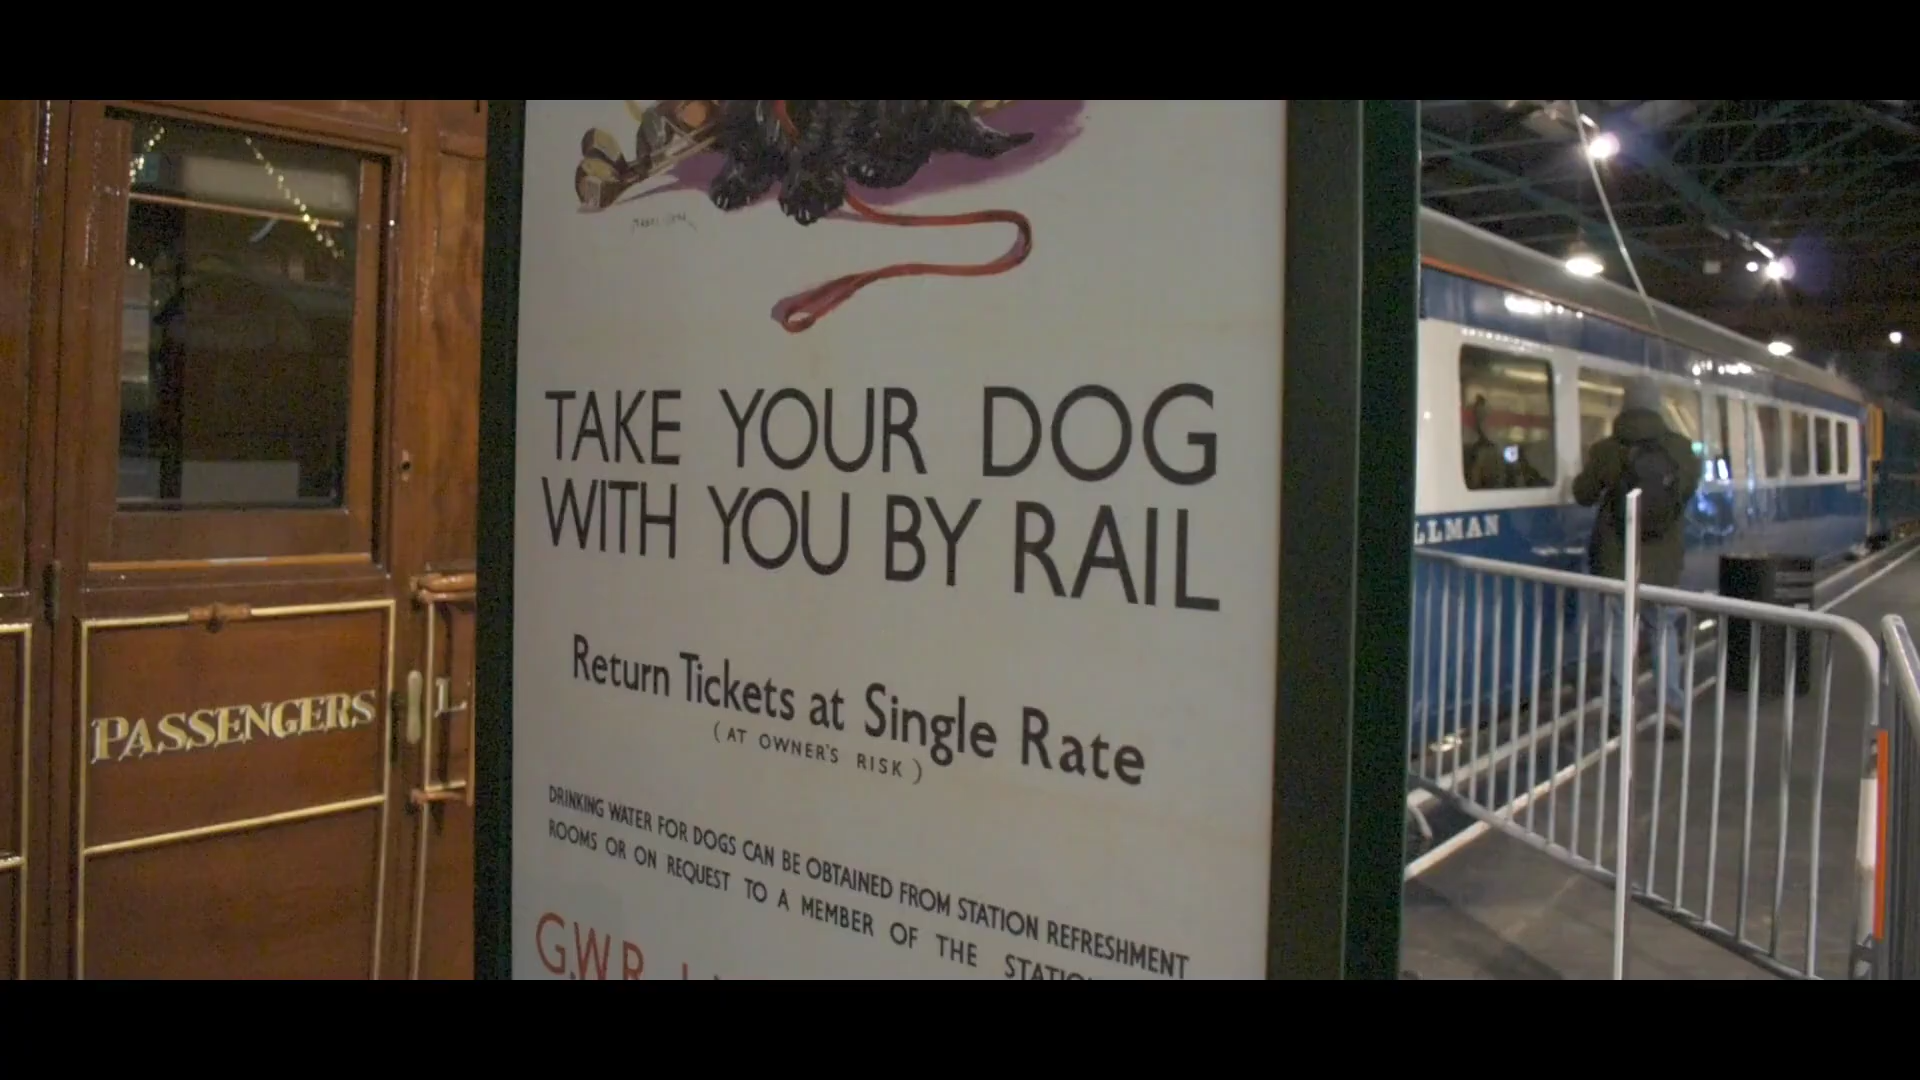 TAKE YOUR DOG
WITH YOU BY RAIL
Return Tickets at Single Rate
(AT OWNER'S RISK)
DRINKING WATER FOR DOGS CAN BE OBTAINED FROM STATION REFRESHMENT
ROOMS OR ON REQUEST TO A MEMBER OF THE
G.W.R
PASSENGERS
L
LLMAN